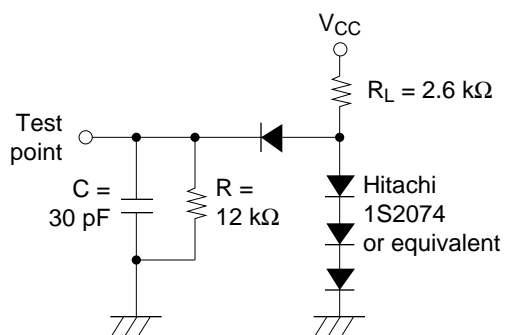 V_CC
R_L = 2.6 kΩ
Test
point
C =
30 pF
R =
12 kΩ
Hitachi
1S2074
or equivalent